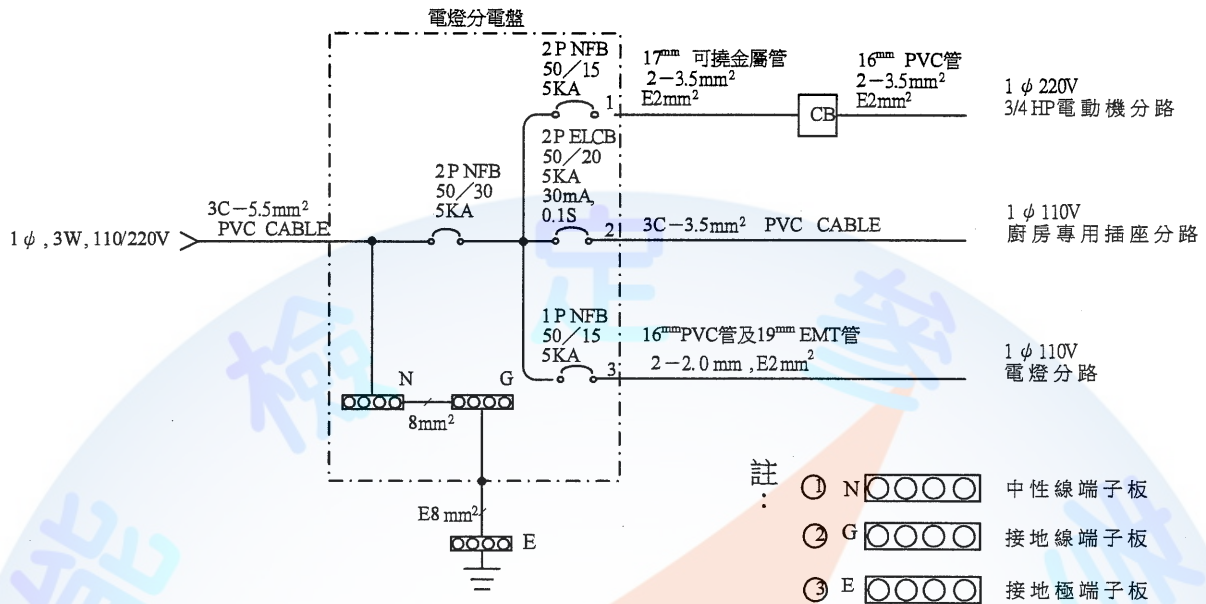 電燈分電盤
2P NFB
50/15
5KA
1
17mm 可撓金屬管
2-3.5mm²
E2mm²
CB
16mm PVC管
2-3.5mm²
E2mm²
1φ 220V
3/4HP電動機分路
1φ, 3W, 110/220V
3C-5.5mm²
PVC CABLE
2P NFB
50/30
5KA
2P ELCB
50/20
5KA
30mA,
0.1S
2
3C-3.5mm² PVC CABLE
1φ 110V
廚房專用插座分路
1P NFB
50/15
5KA
3
16mmPVC管及19mm EMT管
2-2.0mm, E2mm²
1φ 110V
電燈分路
N
G
8mm²
E8mm²
E
註:
① N 中性線端子板
② G 接地線端子板
③ E 接地極端子板
檢定
能